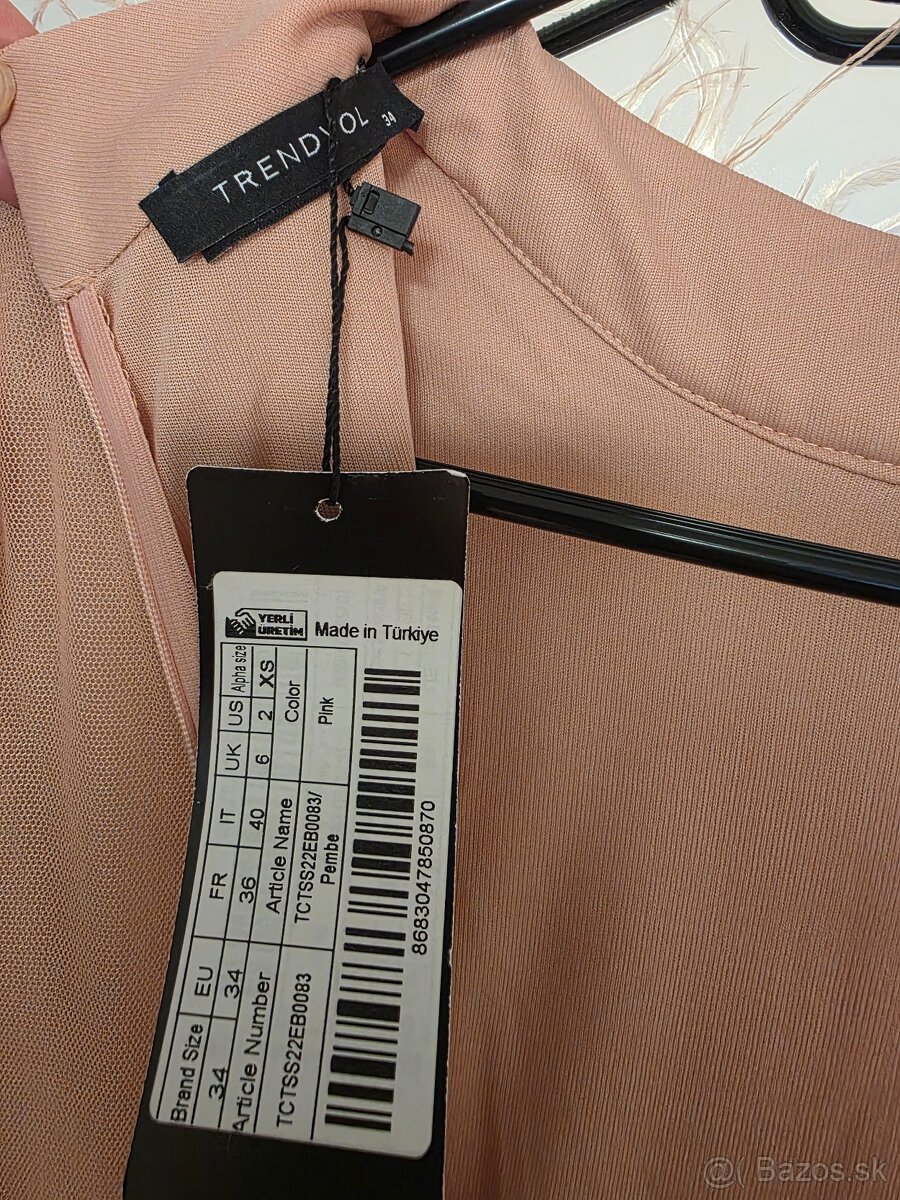 TRENDYOL
34
YERLİ
ÜRETİM
Made in Türkiye
Brand Size EU FR IT UK US Alpha size
34 34 36 40 6 2 XS
Article Number Article Name Color
TCTSS22EB0083 TCTSS22EB0083/
Pembe
Pink
8683047850870
@( Bazos.sk